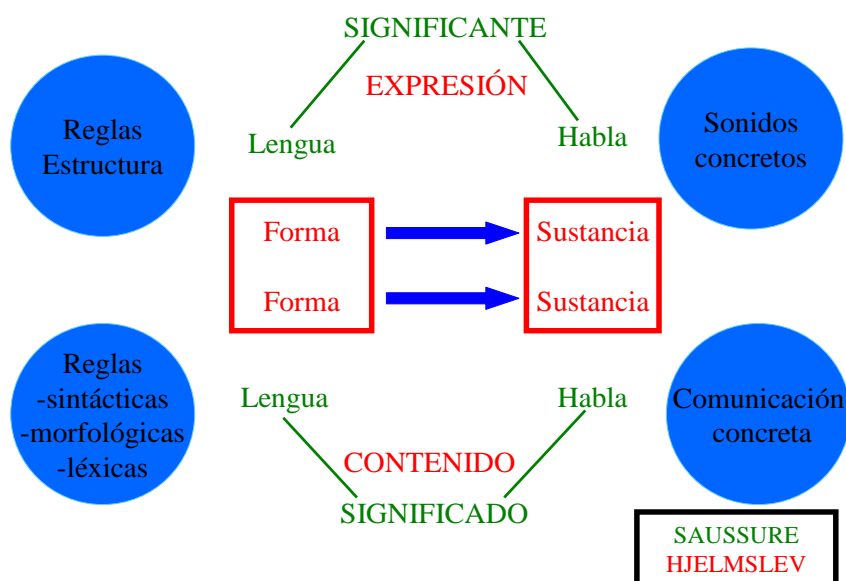 SIGNIFICANTE
EXPRESIÓN
Reglas
Estructura
Lengua
Habla
Sonidos
concretos
Forma
Sustancia
Forma
Sustancia
Reglas
-sintácticas
-morfológicas
-léxicas
Lengua
Habla
Comunicación
concreta
CONTENIDO
SIGNIFICADO
SAUSSURE
HJELMSLEV